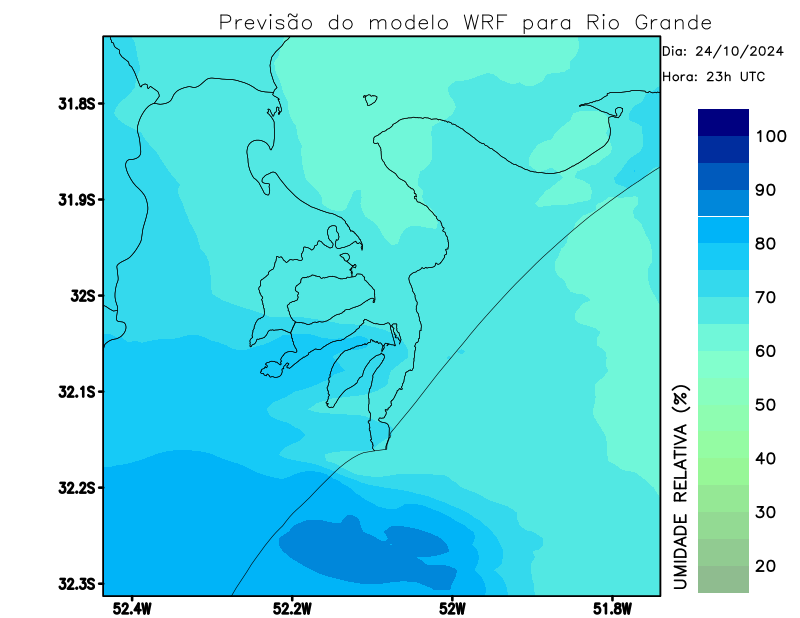 Previsão do modelo WRF para Rio Grande
Dia: 24/10/2024
Hora: 23h UTC
31.8S
31.9S
32S
32.1S
32.2S
32.3S
52.4W
52.2W
52W
51.8W
UMIDADE RELATIVA (%)
100
90
80
70
60
50
40
30
20